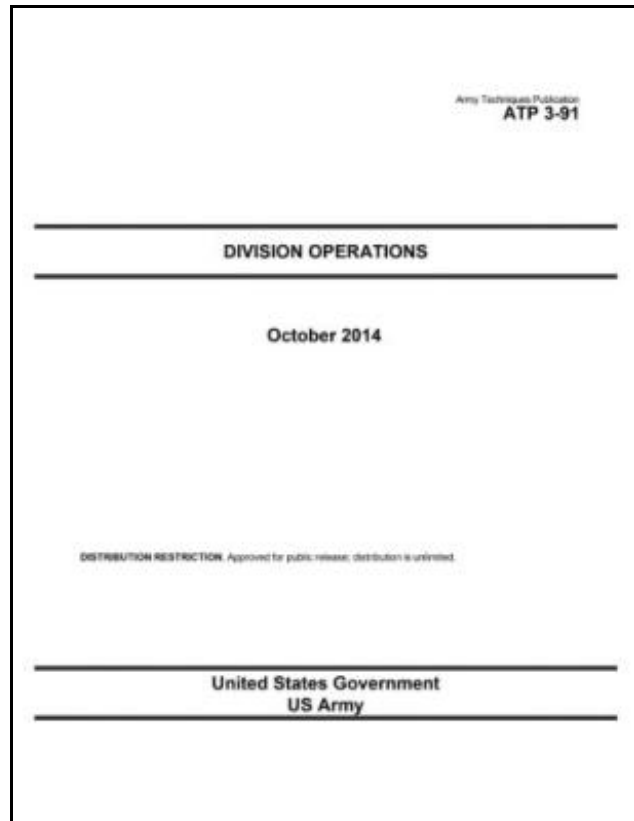 Army Techniques Publication
ATP 3-91
DIVISION OPERATIONS
October 2014
DISTRIBUTION RESTRICTION. Approved for public release; distribution is unlimited.
United States Government
US Army